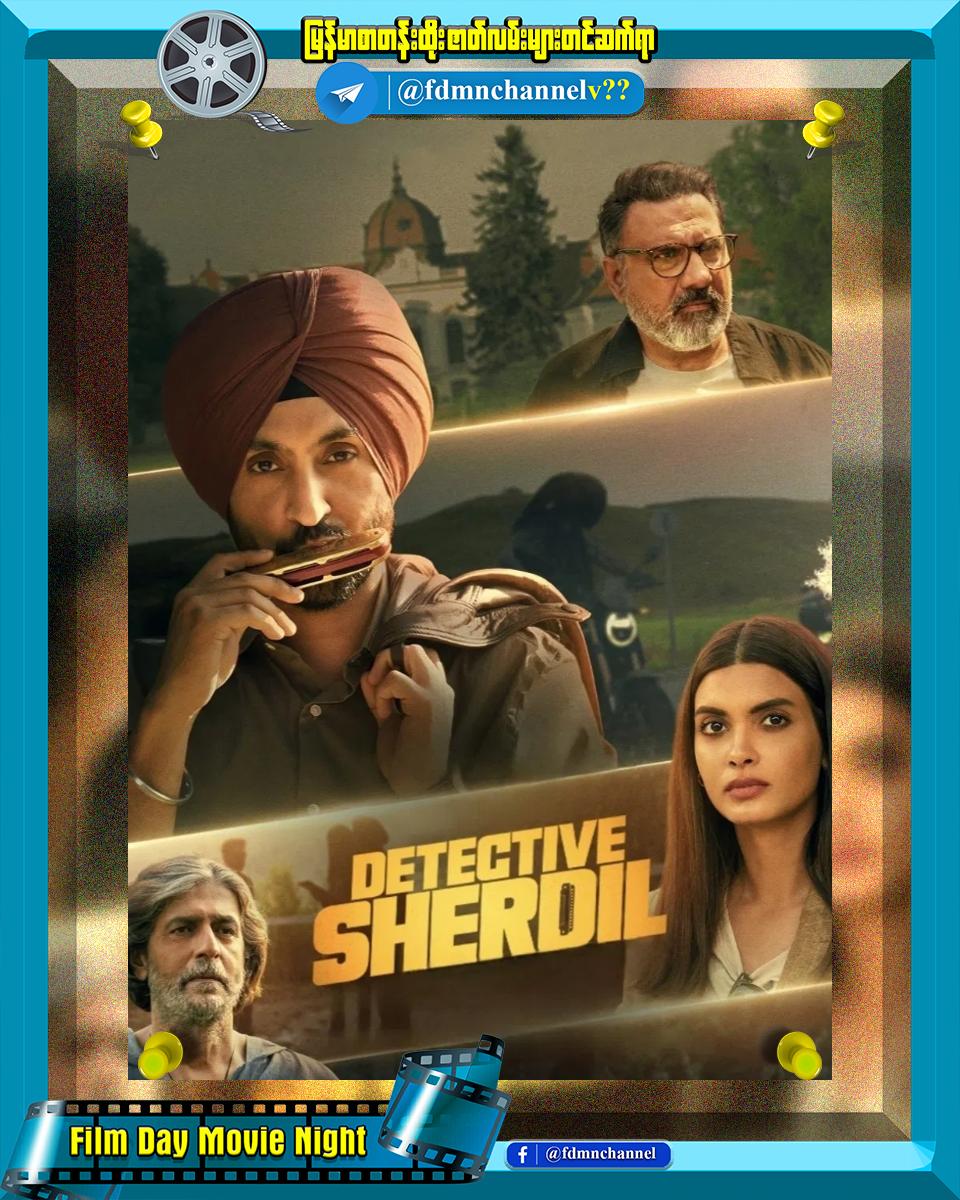 မြန်မာစာတန်းထိုးဇာတ်လမ်းများတင်ဆက်ရာ
@fdmnchannelv??
DETECTIVE
SHERDIL
Film Day Movie Night
@fdmnchannel